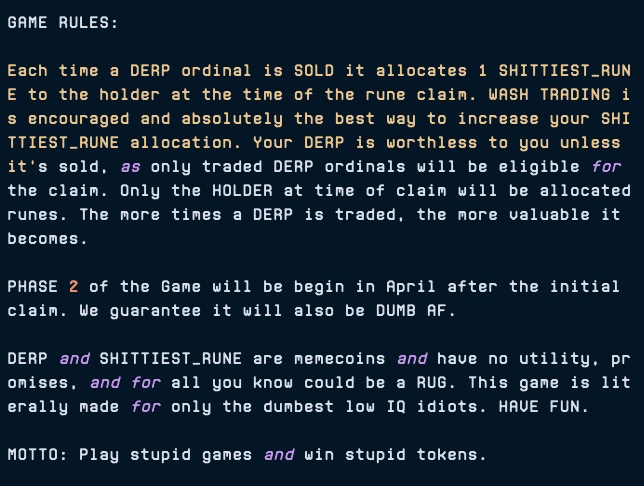 GAME RULES:
Each time a DERP ordinal is SOLD it allocates 1 SHITTIEST_RUN
E to the holder at the time of the rune claim. WASH TRADING i
s encouraged and absolutely the best way to increase your SHI
TTIEST_RUNE allocation. Your DERP is worthless to you unless
it's sold, as only traded DERP ordinals will be eligible for
the claim. Only the HOLDER at time of claim will be allocated
runes. The more times a DERP is traded, the more valuable it
becomes.
PHASE 2 of the Game will be begin in April after the initial
claim. We guarantee it will also be DUMB AF.
DERP and SHITTIEST_RUNE are memecoins and have no utility, pr
omises, and for all you know could be a RUG. This game is lit
erally made for only the dumbest low IQ idiots. HAVE FUN.
MOTTO: Play stupid games and win stupid tokens.